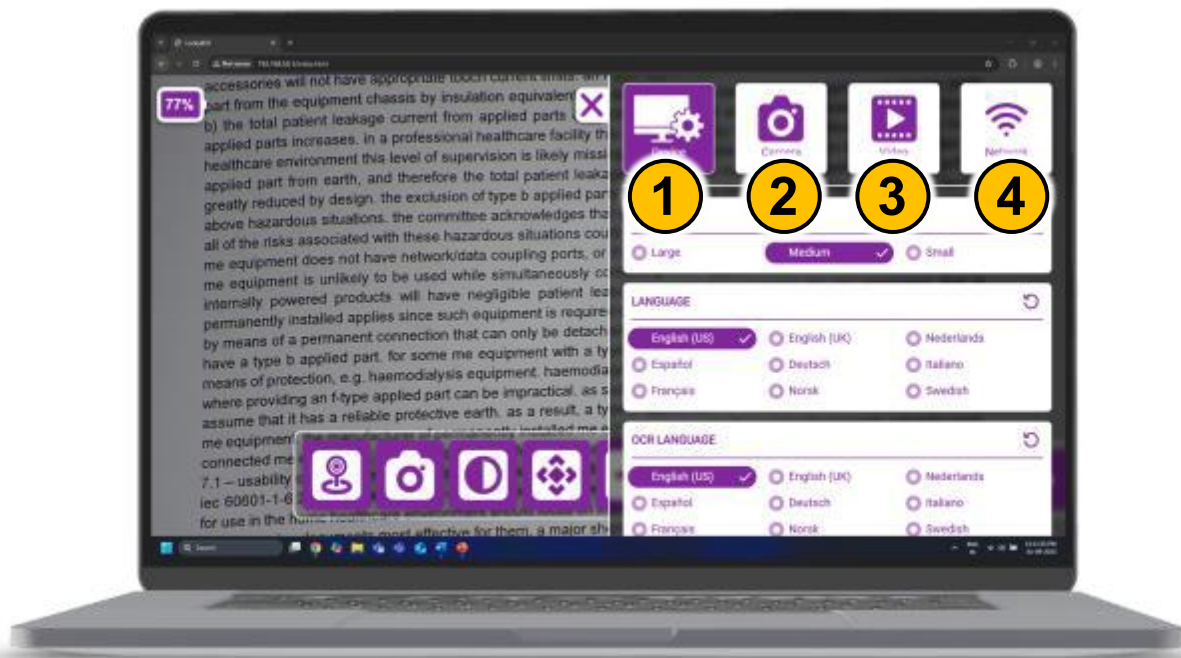 77%
accessories will not have appropriate touch current limits.
part from the equipment chassis by insulation equivalent
b) the total patient leakage current from applied parts
applied parts increases. in a professional healthcare facility th
healthcare environment this level of supervision is likely missi
applied part from earth, and therefore the total patient leaka
greatly reduced by design. the exclusion of type b applied par
above hazardous situations. the committee acknowledges tha
all of the risks associated with these hazardous situations cou
me equipment does not have network/data coupling ports, or
me equipment is unlikely to be used while simultaneously co
internally powered products will have negligible patient lea
permanently installed applies since such equipment is require
by means of a permanent connection that can only be detach
have a type b applied part. for some me equipment with a ty
means of protection, e.g. haemodialysis equipment, haemodia
where providing an f-type applied part can be impractical. as s
assume that it has a reliable protective earth. as a result, a ty
me equipment
connected me
7.1 – usability
iec 60601-1-6
for use in the
most effective for them, a major sh
Device
Camera
Video
Network
1
2
3
4
Large
Medium
Small
LANGUAGE
English (US)
English (UK)
Nederlands
Español
Deutsch
Italiano
Français
Norsk
Swedish
OCR LANGUAGE
English (US)
English (UK)
Nederlands
Español
Deutsch
Italiano
Français
Norsk
Swedish
Search